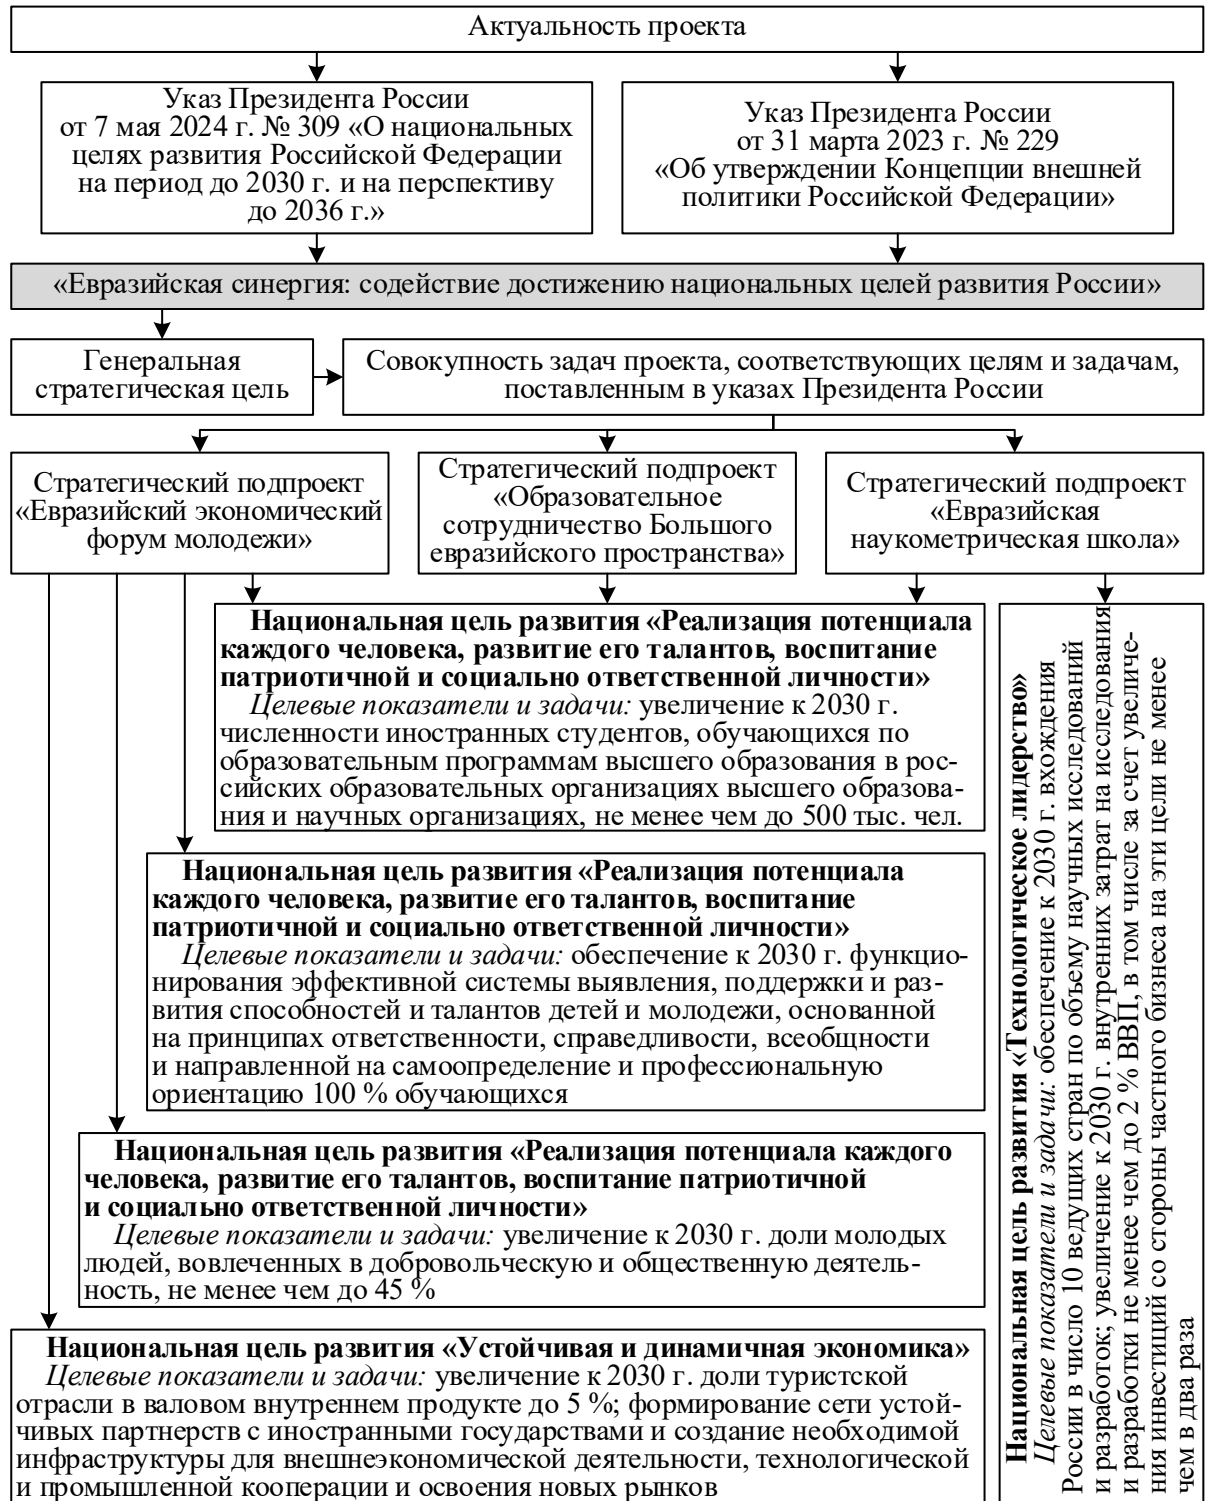 Актуальность проекта
Указ Президента России
от 7 мая 2024 г. № 309 «О национальных
целях развития Российской Федерации
на период до 2030 г. и на перспективу
до 2036 г.»
Указ Президента России
от 31 марта 2023 г. № 229
«Об утверждении Концепции внешней
политики Российской Федерации»
«Евразийская синергия: содействие достижению национальных целей развития России»
Генеральная
стратегическая цель
Совокупность задач проекта, соответствующих целям и задачам,
поставленным в указах Президента России
Стратегический подпроект
«Евразийский экономический
форум молодежи»
Стратегический подпроект
«Образовательное
сотрудничество Большого
евразийского пространства»
Стратегический подпроект
«Евразийская
наукометрическая школа»
Национальная цель развития «Реализация потенциала
каждого человека, развитие его талантов, воспитание
патриотичной и социально ответственной личности»
Целевые показатели и задачи: увеличение к 2030 г.
численности иностранных студентов, обучающихся по
образовательным программам высшего образования в рос-
сийских образовательных организациях высшего образова-
ния и научных организациях, не менее чем до 500 тыс. чел.
Национальная цель развития «Реализация потенциала
каждого человека, развитие его талантов, воспитание
патриотичной и социально ответственной личности»
Целевые показатели и задачи: обеспечение к 2030 г. функцио-
нирования эффективной системы выявления, поддержки и раз-
вития способностей и талантов детей и молодежи, основанной
на принципах ответственности, справедливости, всеобщности
и направленной на самоопределение и профессиональную
ориентацию 100 % обучающихся
Национальная цель развития «Реализация потенциала каждого
человека, развитие его талантов, воспитание патриотичной
и социально ответственной личности»
Целевые показатели и задачи: увеличение к 2030 г. доли молодых
людей, вовлеченных в добровольческую и общественную деятель-
ность, не менее чем до 45 %
Национальная цель развития «Устойчивая и динамичная экономика»
Целевые показатели и задачи: увеличение к 2030 г. доли туристской
отрасли в валовом внутреннем продукте до 5 %; формирование сети устой-
чивых партнерств с иностранными государствами и создание необходимой
инфраструктуры для внешнеэкономической деятельности, технологической
и промышленной кооперации и освоения новых рынков
Национальная цель развития «Технологическое лидерство»
Целевые показатели и задачи: обеспечение к 2030 г. вхождения
России в число 10 ведущих стран по объему научных исследований
и разработок; увеличение к 2030 г. внутренних затрат на исследования
и разработки не менее чем до 2 % ВВП, в том числе за счет увеличе-
ния инвестиций со стороны частного бизнеса на эти цели не менее
чем в два раза